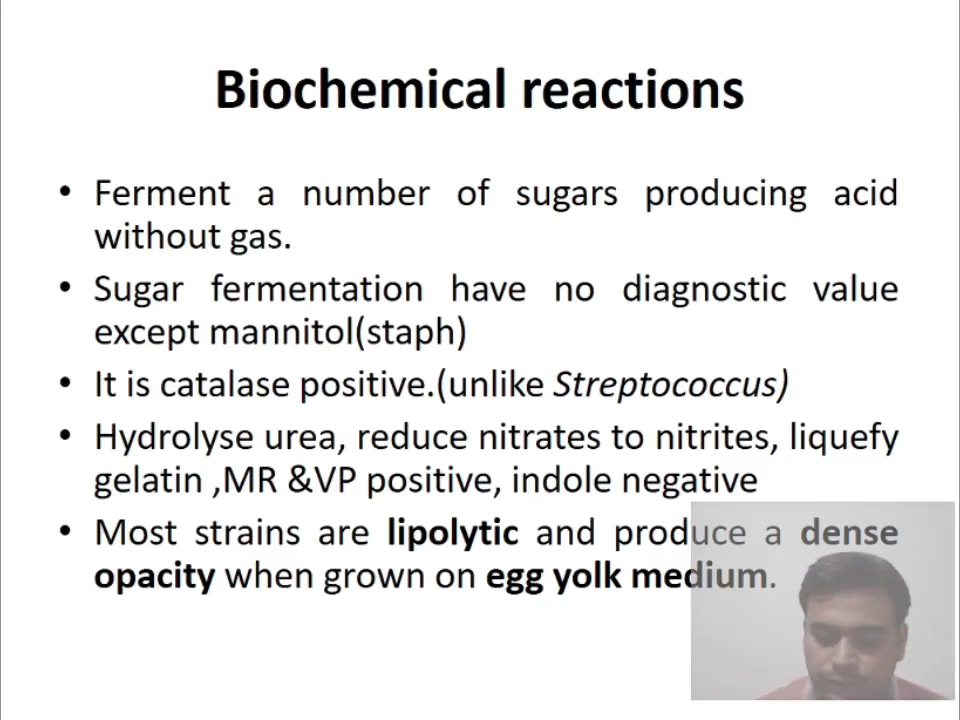 Biochemical reactions
• Ferment a number of sugars producing acid
without gas.
• Sugar fermentation have no diagnostic value
except mannitol(staph)
• It is catalase positive.(unlike Streptococcus)
• Hydrolyse urea, reduce nitrates to nitrites, liquefy
gelatin ,MR &VP positive, indole negative
• Most strains are lipolytic and produce a dense
opacity when grown on egg yolk medium.